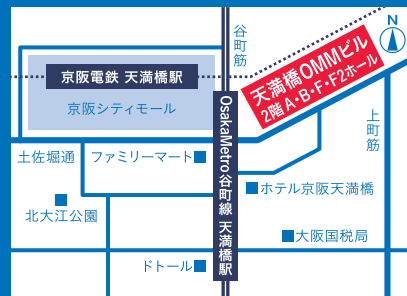 N
谷町筋
天満橋OMMビル
2階 A・B・F・F2ホール
京阪電鉄 天満橋駅
京阪シティモール
上町筋
OsakaMetro谷町線 天満橋駅
土佐堀通
ファミリーマート
ホテル京阪天満橋
北大江公園
大阪国税局
ドトール